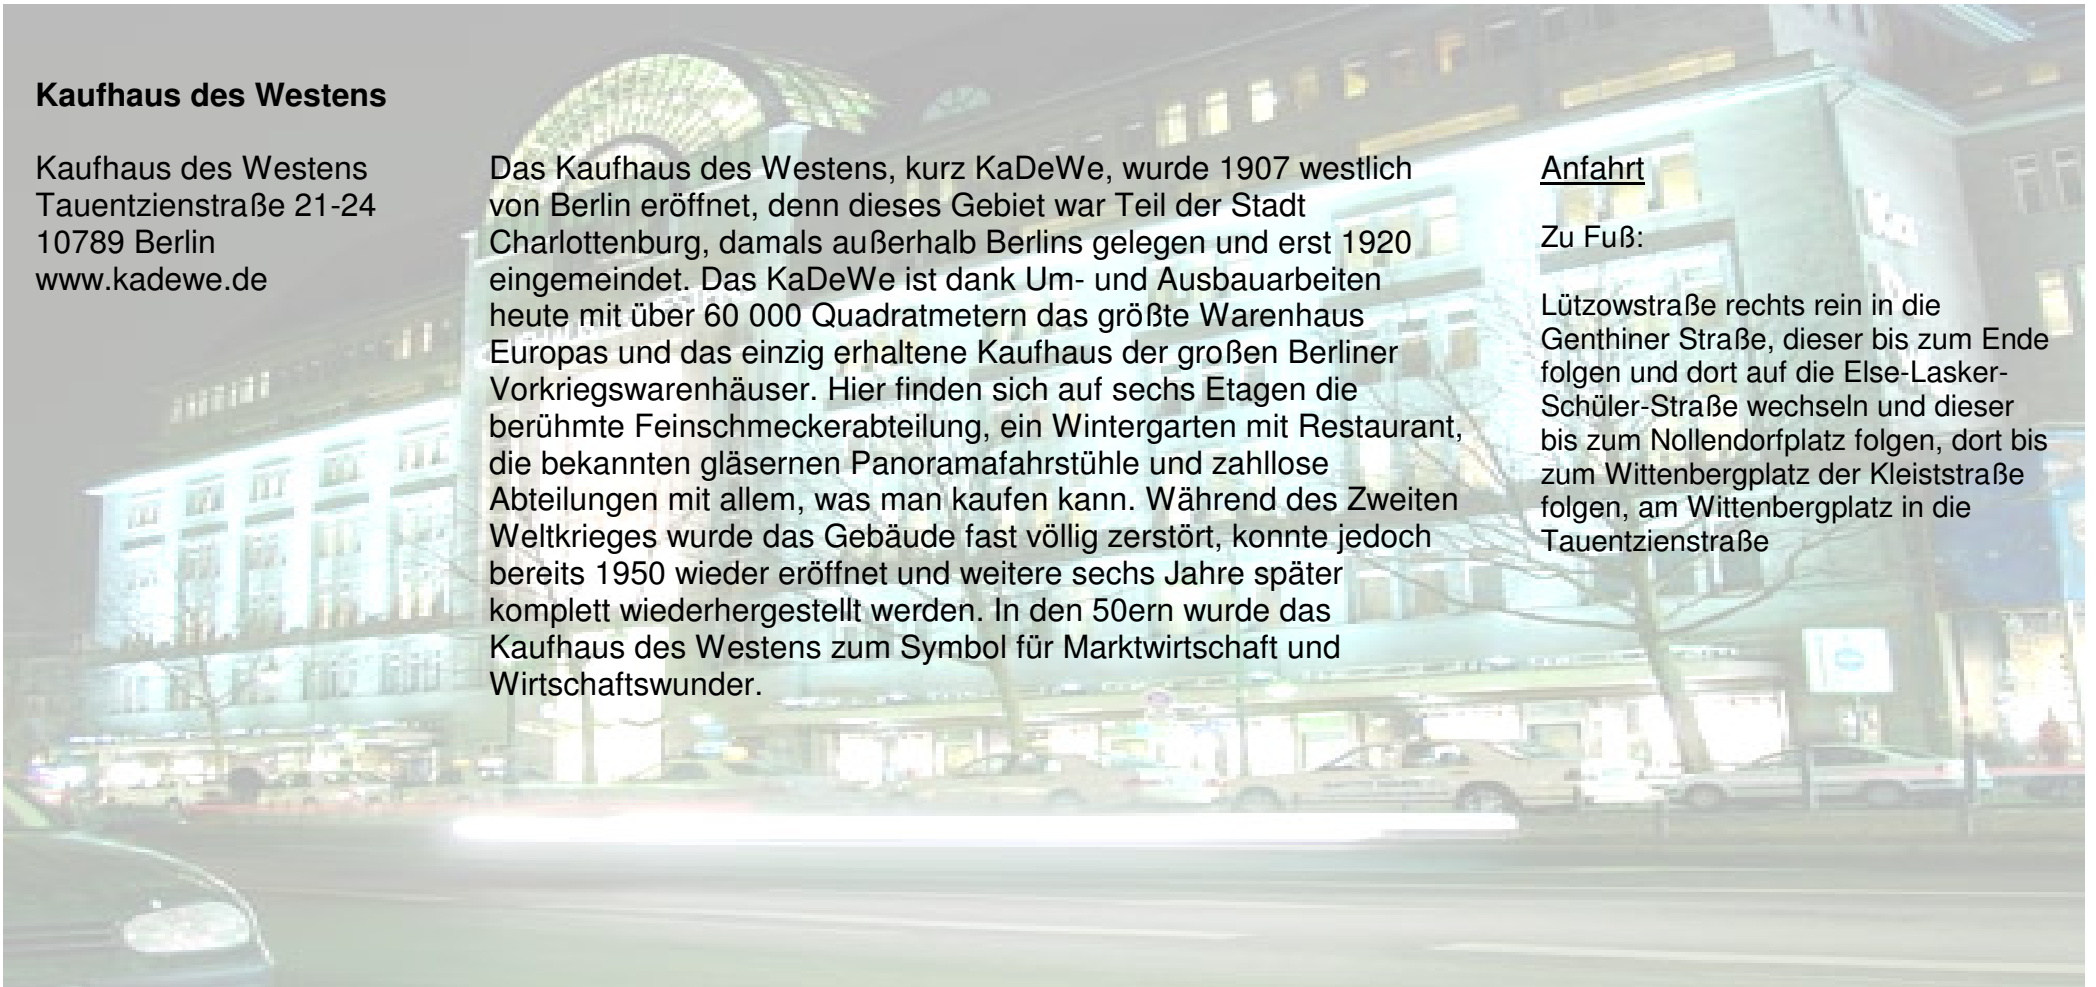 Kaufhaus des Westens
Kaufhaus des Westens
Tauentzienstraße 21-24
10789 Berlin
www.kadewe.de
Das Kaufhaus des Westens, kurz KaDeWe, wurde 1907 westlich
von Berlin eröffnet, denn dieses Gebiet war Teil der Stadt
Charlottenburg, damals außerhalb Berlins gelegen und erst 1920
eingemeindet. Das KaDeWe ist dank Um- und Ausbauarbeiten
heute mit über 60 000 Quadratmetern das größte Warenhaus
Europas und das einzig erhaltene Kaufhaus der großen Berliner
Vorkriegswarenhäuser. Hier finden sich auf sechs Etagen die
berühmte Feinschmeckerabteilung, ein Wintergarten mit Restaurant,
die bekannten gläsernen Panoramafahrstühle und zahllose
Abteilungen mit allem, was man kaufen kann. Während des Zweiten
Weltkrieges wurde das Gebäude fast völlig zerstört, konnte jedoch
bereits 1950 wieder eröffnet und weitere sechs Jahre später
komplett wiederhergestellt werden. In den 50ern wurde das
Kaufhaus des Westens zum Symbol für Marktwirtschaft und
Wirtschaftswunder.
Anfahrt
Zu Fuß:
Lützowstraße rechts rein in die
Genthiner Straße, dieser bis zum Ende
folgen und dort auf die Else-Lasker-
Schüler-Straße wechseln und dieser
bis zum Nollendorfplatz folgen, dort bis
zum Wittenbergplatz der Kleiststraße
folgen, am Wittenbergplatz in die
Tauentzienstraße